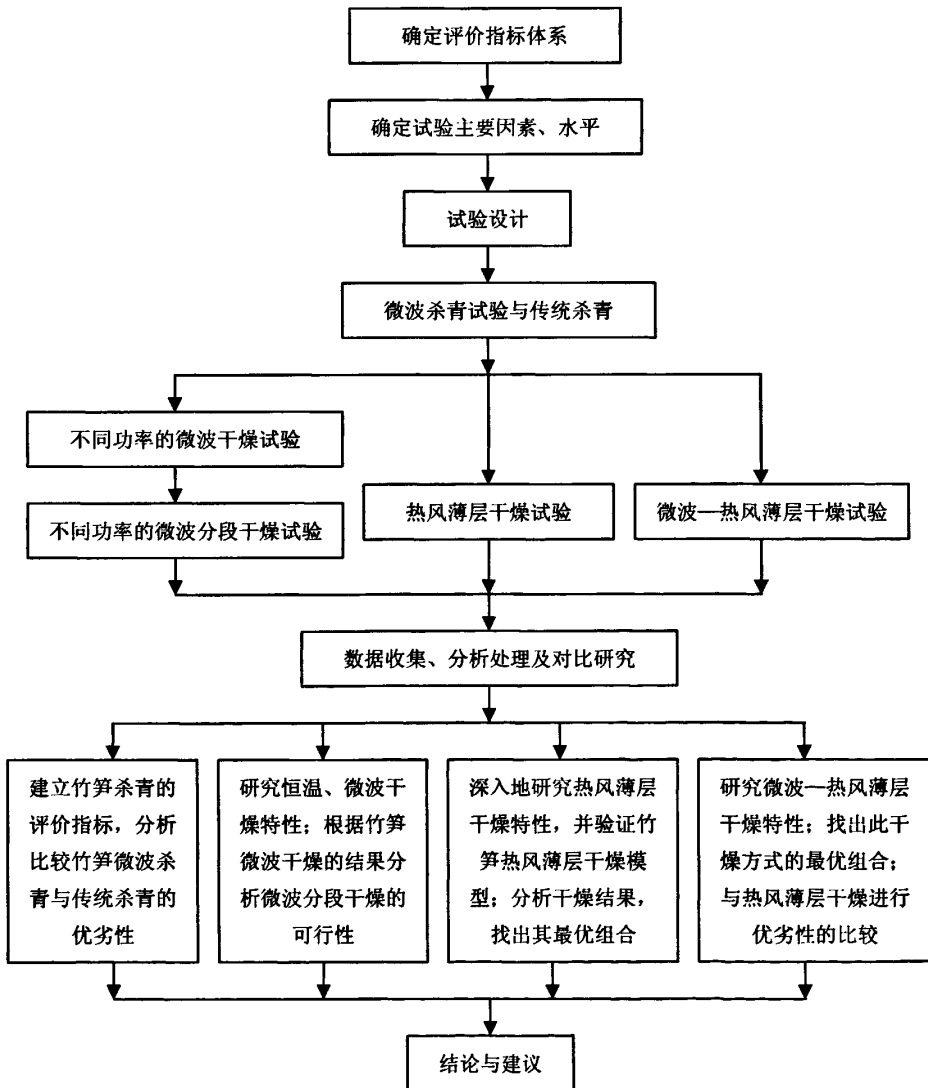 确定评价指标体系
确定试验主要因素、水平
试验设计
微波杀青试验与传统杀青
不同功率的微波干燥试验
不同功率的微波分段干燥试验
热风薄层干燥试验
微波—热风薄层干燥试验
数据收集、分析处理及对比研究
建立竹笋杀青的
评价指标，分析
比较竹笋微波杀
青与传统杀青的
优劣性
研究恒温、微波干
燥特性；根据竹笋
微波干燥的结果分
析微波分段干燥的
可行性
深入地研究热风薄层
干燥特性，并验证竹
笋热风薄层干燥模
型；分析干燥结果，
找出其最优组合
研究微波—热风薄层
干燥特性；找出此干
燥方式的最优组合；
与热风薄层干燥进行
优劣性的比较
结论与建议